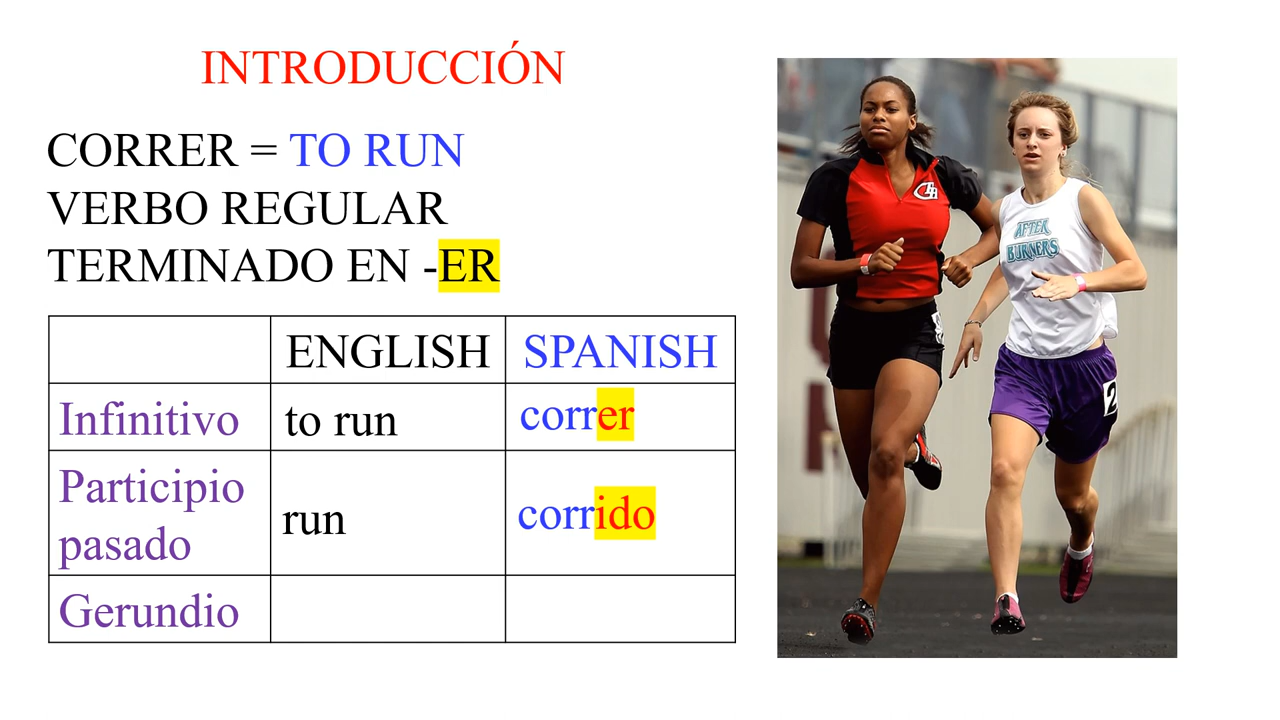 INTRODUCCIÓN
CORRER = TO RUN
VERBO REGULAR
TERMINADO EN -ER
ENGLISH SPANISH
Infinitivo to run correr
Participio
pasado run corrido
Gerundio
AFTER
BURNERS
2